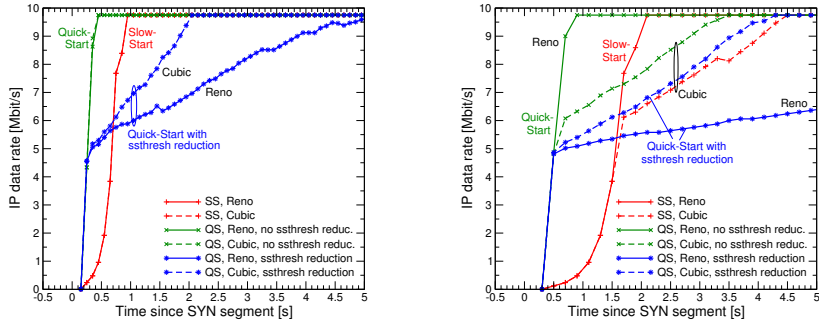 10
9
8
7
6
5
4
3
2
1
0
IP data rate [Mbit/s]
Quick-
Start
Slow-
Start
Cubic
Reno
Quick-Start with
ssthresh reduction
SS, Reno
SS, Cubic
QS, Reno, no ssthresh reduc.
QS, Cubic, no ssthresh reduc.
QS, Reno, ssthresh reduction
QS, Cubic, ssthresh reduction
-0.5 0 0.5 1 1.5 2 2.5 3 3.5 4 4.5 5
Time since SYN segment [s]
10
9
8
7
6
5
4
3
2
1
0
IP data rate [Mbit/s]
Reno
Slow-
Start
Cubic
Quick-
Start
Reno
Quick-Start with
ssthresh reduction
SS, Reno
SS, Cubic
QS, Reno, no ssthresh reduc.
QS, Cubic, no ssthresh reduc.
QS, Reno, ssthresh reduction
QS, Cubic, ssthresh reduction
-0.5 0 0.5 1 1.5 2 2.5 3 3.5 4 4.5 5
Time since SYN segment [s]